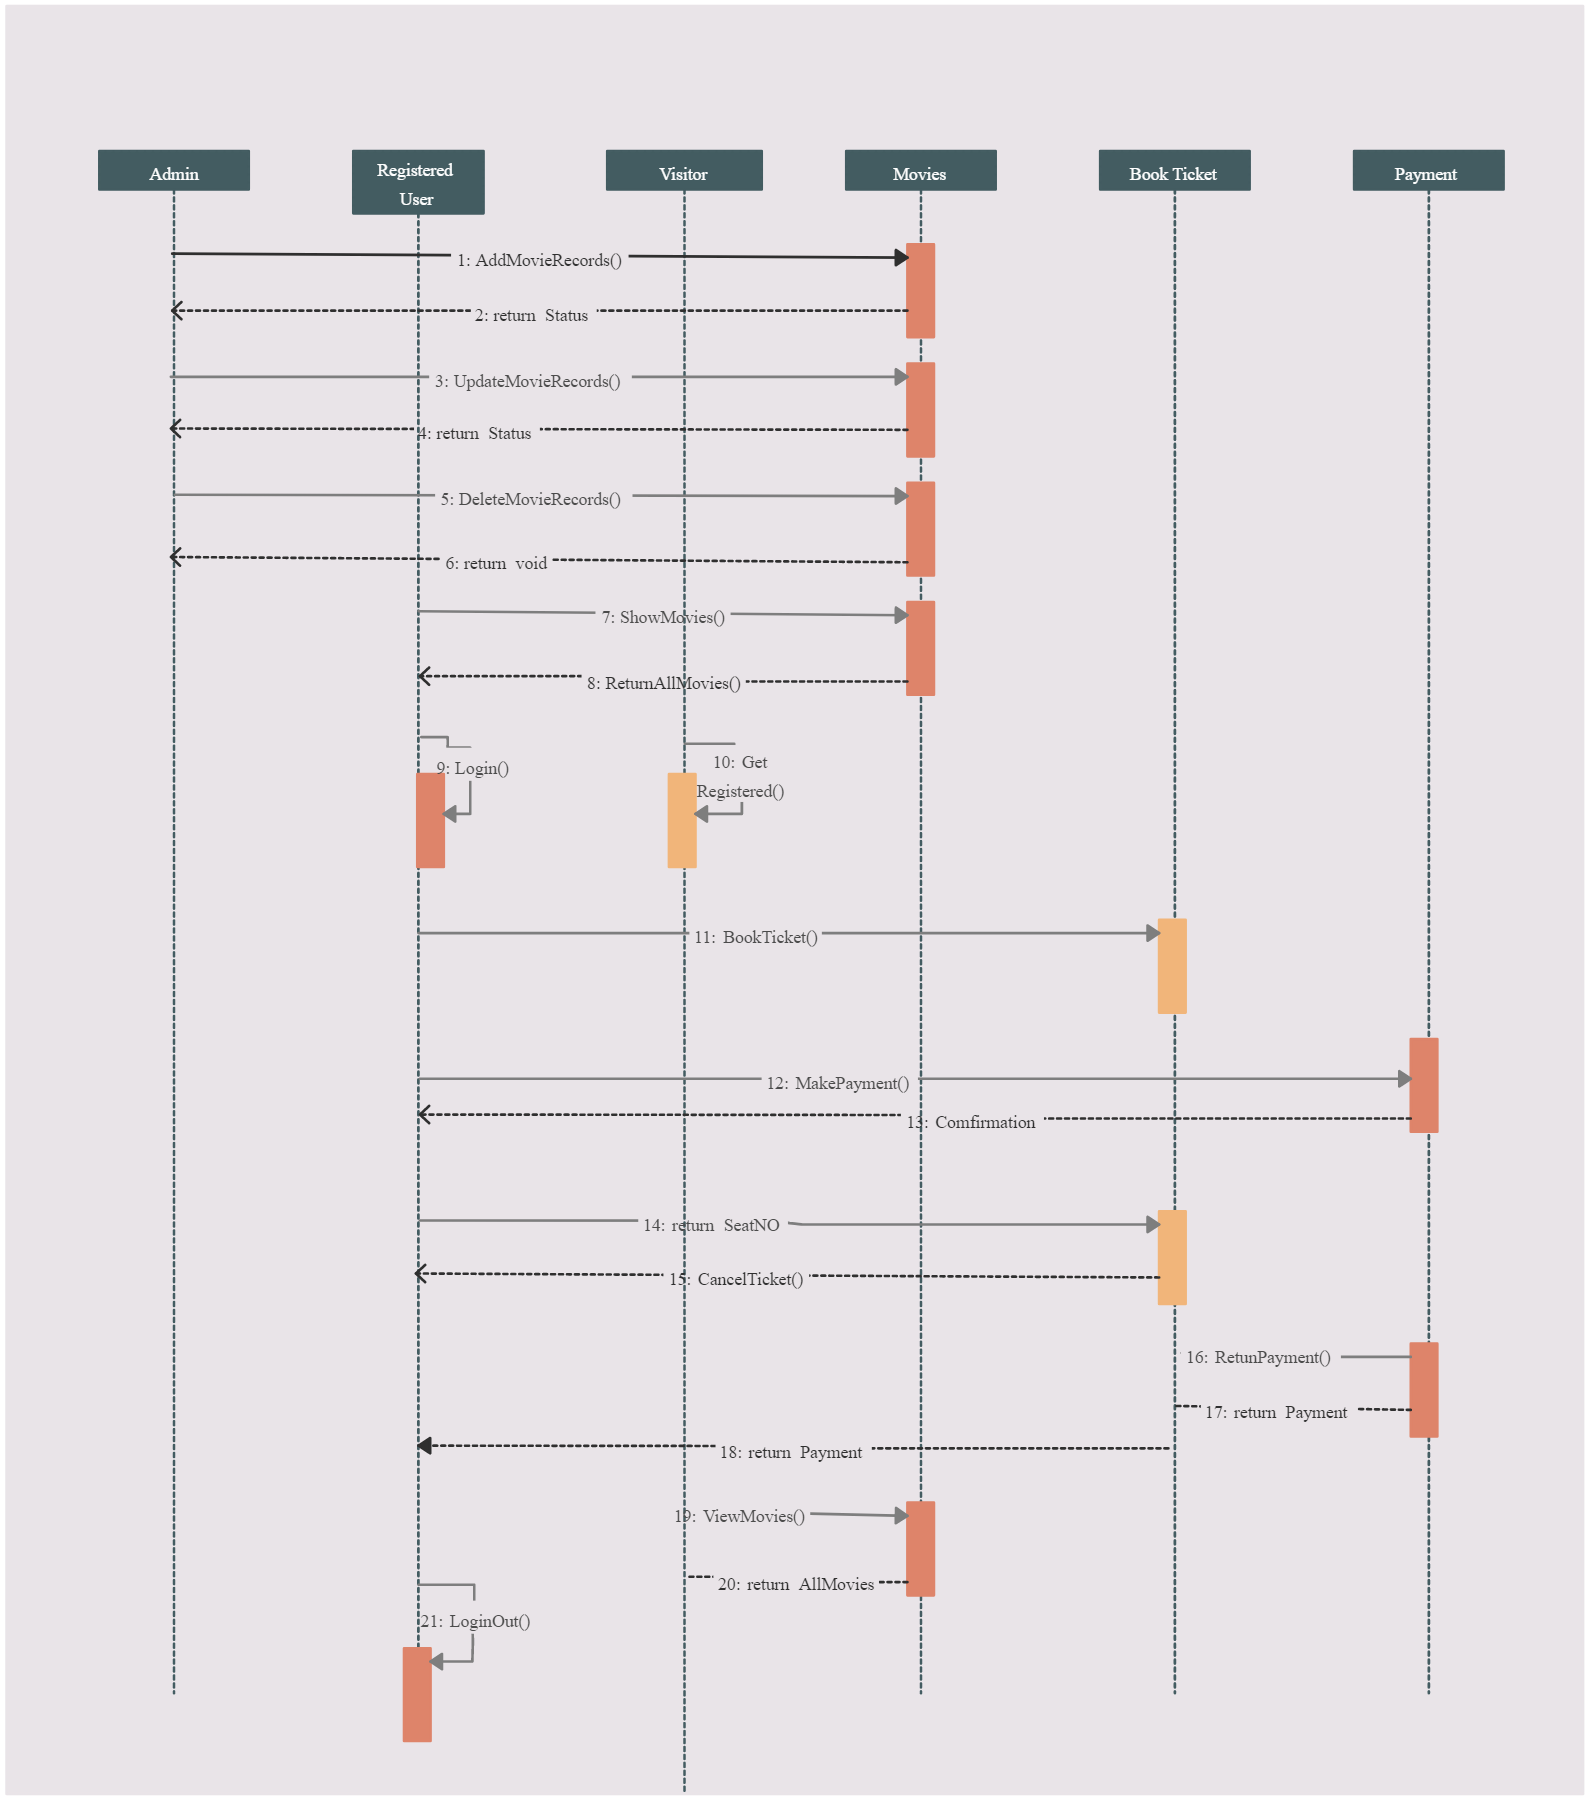 Admin
Registered
User
Visitor
Movies
Book Ticket
Payment
1: AddMovieRecords()
2: return Status
3: UpdateMovieRecords()
4: return Status
5: DeleteMovieRecords()
6: return void
7: ShowMovies()
8: ReturnAllMovies()
9: Login()
10: Get
Registered()
11: BookTicket()
12: MakePayment()
13: Comfirmation
14: return SeatNO
15: CancelTicket()
16: RetunPayment()
17: return Payment
18: return Payment
19: ViewMovies()
20: return AllMovies
21: LoginOut()